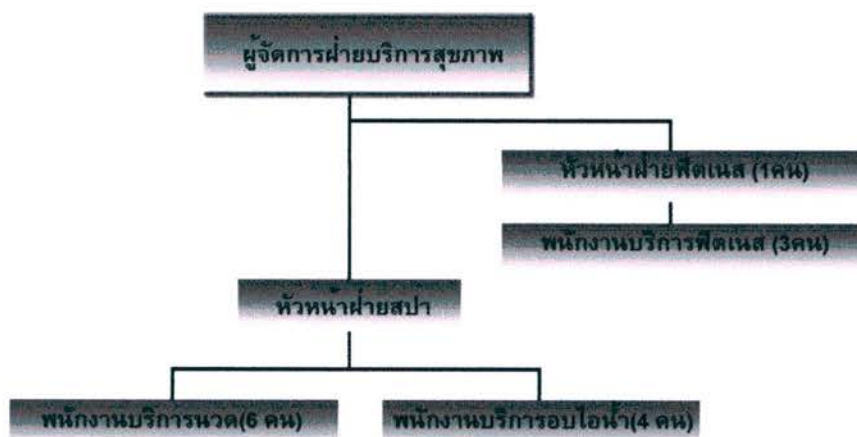 ผู้จัดการฝ่ายบริการสุขภาพ
หัวหน้าฝ่ายฟิตเนส (1คน)
พนักงานบริการฟิตเนส (3คน)
หัวหน้าฝ่ายสปา
พนักงานบริการนวด(6 คน)
พนักงานบริการอบไอน้ำ(4 คน)